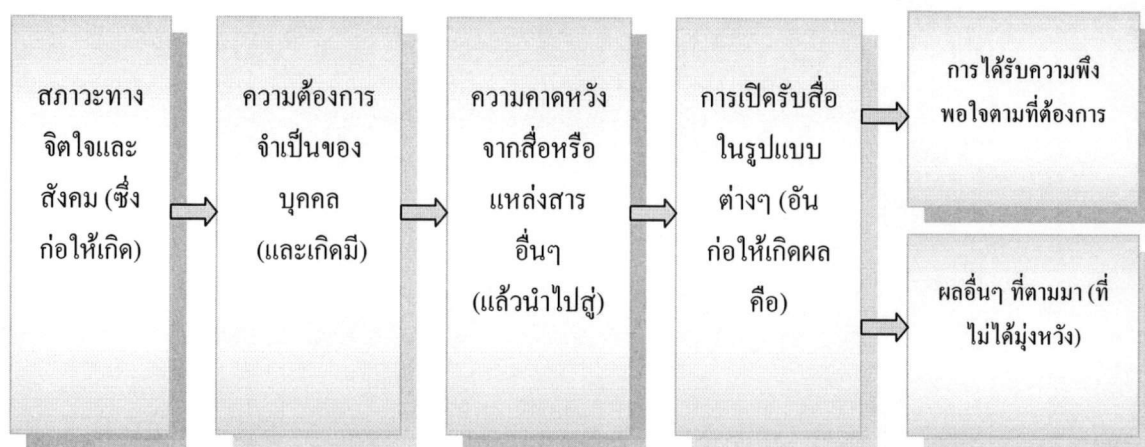 สภาวะทาง
จิตใจและ
สังคม (ซึ่ง
ก่อให้เกิด)
ความต้องการ
จำเป็นของ
บุคคล
(และเกิดมี)
ความคาดหวัง
จากสื่อหรือ
แหล่งสาร
อื่นๆ
(แล้วนำไปสู่)
การเปิดรับสื่อ
ในรูปแบบ
ต่างๆ (อัน
ก่อให้เกิดผล
คือ)
การได้รับความพึง
พอใจตามที่ต้องการ
ผลอื่นๆ ที่ตามมา (ที่
ไม่ได้มุ่งหวัง)